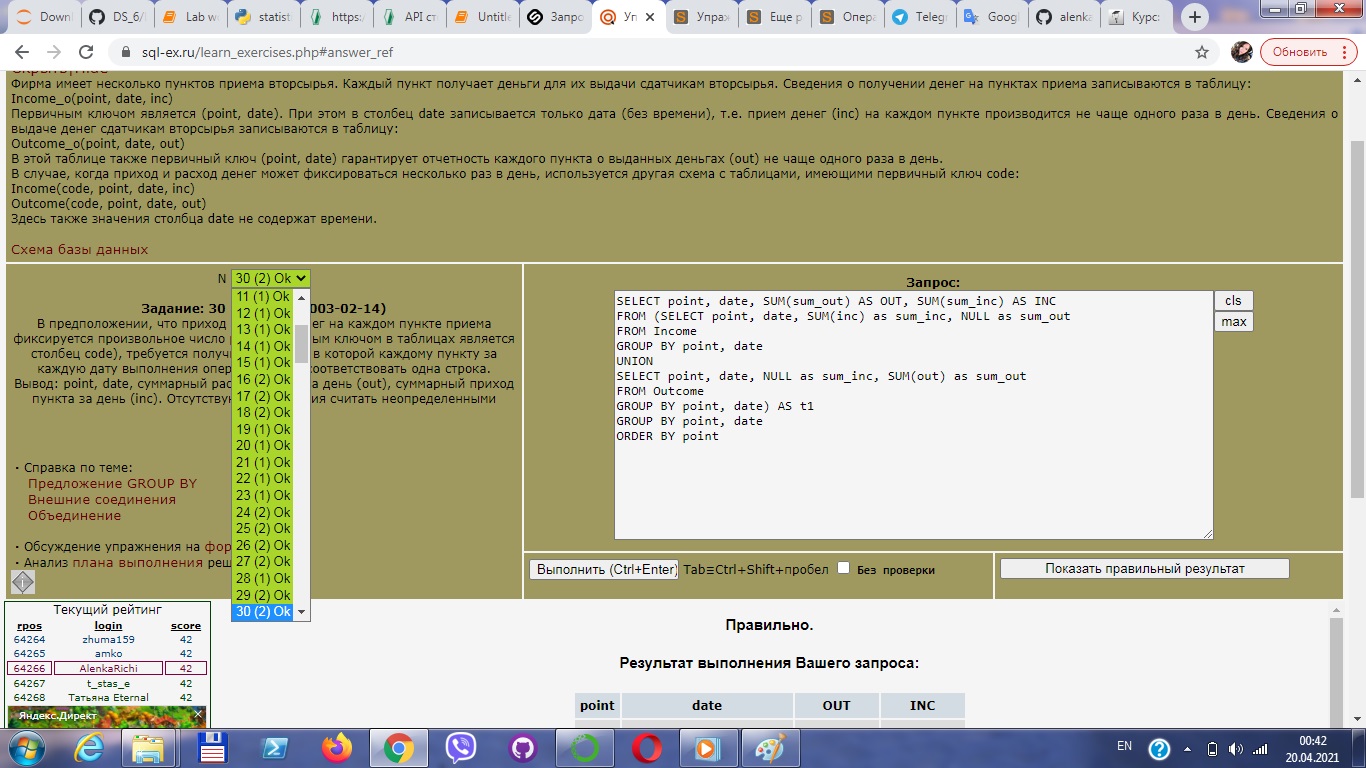 Downl
DS_6/
Lab w
statist
https:/
API ст
Untitle
Запро
Уп
Упраж
Еще р
Опера
Telegr
Googl
alenka
Курс:
sql-ex.ru/learn_exercises.php#answer_ref
Обновить
Фирма имеет несколько пунктов приема вторсырья. Каждый пункт получает деньги для их выдачи сдатчикам вторсырья. Сведения о получении денег на пунктах приема записываются в таблицу:
Income_o(point, date, inc)
Первичным ключом является (point, date). При этом в столбец date записывается только дата (без времени), т.е. прием денег (inc) на каждом пункте производится не чаще одного раза в день. Сведения о
выдаче денег сдатчикам вторсырья записываются в таблицу:
Outcome_o(point, date, out)
В этой таблице также первичный ключ (point, date) гарантирует отчетность каждого пункта о выданных деньгах (out) не чаще одного раза в день.
В случае, когда приход и расход денег может фиксироваться несколько раз в день, используется другая схема с таблицами, имеющими первичный ключ code:
Income(code, point, date, inc)
Outcome(code, point, date, out)
Здесь также значения столбца date не содержат времени.
Схема базы данных
N 30 (2) Ok
11 (1) Ok
12 (1) Ok
13 (1) Ok
14 (1) Ok
15 (1) Ok
16 (2) Ok
17 (2) Ok
18 (2) Ok
19 (1) Ok
20 (1) Ok
21 (1) Ok
22 (1) Ok
23 (1) Ok
24 (2) Ok
25 (2) Ok
26 (2) Ok
27 (2) Ok
28 (1) Ok
29 (2) Ok
30 (2) Ok
Задание: 30 003-02-14)
В предположении, что приход ег на каждом пункте приема
фиксируется произвольное число ным ключом в таблицах является
столбец code), требуется получи в которой каждому пункту за
каждую дату выполнения опер соответствовать одна строка.
Вывод: point, date, суммарный рас а день (out), суммарный приход
пункта за день (inc). Отсутствую ия считать неопределенными
• Справка по теме:
Предложение GROUP BY
Внешние соединения
Объединение
• Обсуждение упражнения на фор
• Анализ плана выполнения реш
Запрос:
SELECT point, date, SUM(sum_out) AS OUT, SUM(sum_inc) AS INC
FROM (SELECT point, date, SUM(inc) as sum_inc, NULL as sum_out
FROM Income
GROUP BY point, date
UNION
SELECT point, date, NULL as sum_inc, SUM(out) as sum_out
FROM Outcome
GROUP BY point, date) AS t1
GROUP BY point, date
ORDER BY point
cls
max
Выполнить (Ctrl+Enter) Tab≡Ctrl+Shift+пробел Без проверки
Показать правильный результат
Текущий рейтинг
rpos login score
64264 zhuma159 42
64265 amko 42
64266 AlenkaRichi 42
64267 t_stas_e 42
64268 Татьяна Eternal 42
Яндекс.Директ
Правильно.
Результат выполнения Вашего запроса:
point date OUT INC
EN
00:42
20.04.2021